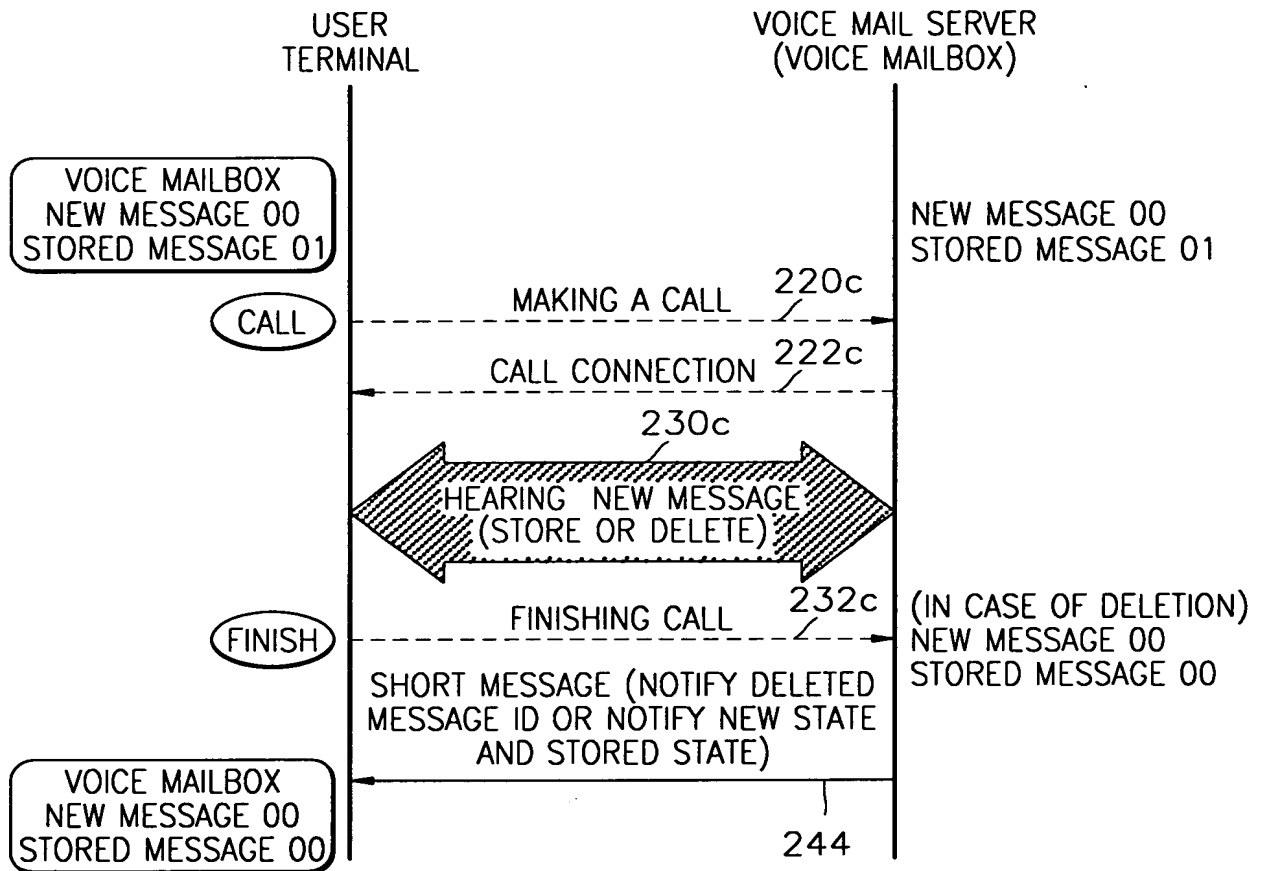 USER
TERMINAL
VOICE MAIL SERVER
(VOICE MAILBOX)
VOICE MAILBOX
NEW MESSAGE 00
STORED MESSAGE 01
NEW MESSAGE 00
STORED MESSAGE 01
CALL
MAKING A CALL
220c
CALL CONNECTION
222c
230c
HEARING NEW MESSAGE
(STORE OR DELETE)
FINISH
FINISHING CALL
232c
(IN CASE OF DELETION)
NEW MESSAGE 00
STORED MESSAGE 00
SHORT MESSAGE (NOTIFY DELETED
MESSAGE ID OR NOTIFY NEW STATE
AND STORED STATE)
VOICE MAILBOX
NEW MESSAGE 00
STORED MESSAGE 00
244